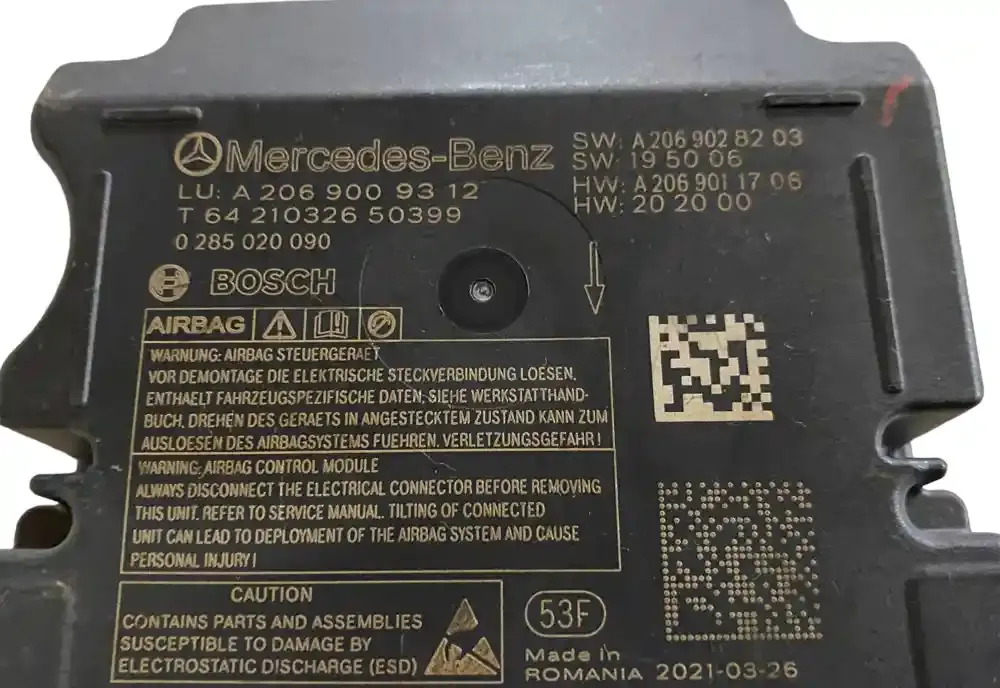 Mercedes-Benz
LU: A 206 900 93 12
T 64 210326 50399
0 285 020 090
SW: A 206 902 82 03
SW: 19 50 06
HW: A 206 901 17 06
HW: 20 20 00
BOSCH
AIRBAG
WARNUNG: AIRBAG STEUERGERAET
VOR DEMONTAGE DIE ELEKTRISCHE STECKVERBINDUNG LOESEN.
ENTHAELT FAHRZEUGSPEZIFISCHE DATEN, SIEHE WERKSTATTHAND-
BUCH. DREHEN DES GERAETS IN ANGESTECKTEM ZUSTAND KANN ZUM
AUSLOESEN DES AIRBAGSYSTEMS FUEHREN. VERLETZUNGSGEFAHR!
WARNING: AIRBAG CONTROL MODULE
ALWAYS DISCONNECT THE ELECTRICAL CONNECTOR BEFORE REMOVING
THIS UNIT. REFER TO SERVICE MANUAL. TILTING OF CONNECTED
UNIT CAN LEAD TO DEPLOYMENT OF THE AIRBAG SYSTEM AND CAUSE
PERSONAL INJURY!
CAUTION
CONTAINS PARTS AND ASSEMBLIES
SUSCEPTIBLE TO DAMAGE BY
ELECTROSTATIC DISCHARGE (ESD)
53F
Made in
ROMANIA 2021-03-26